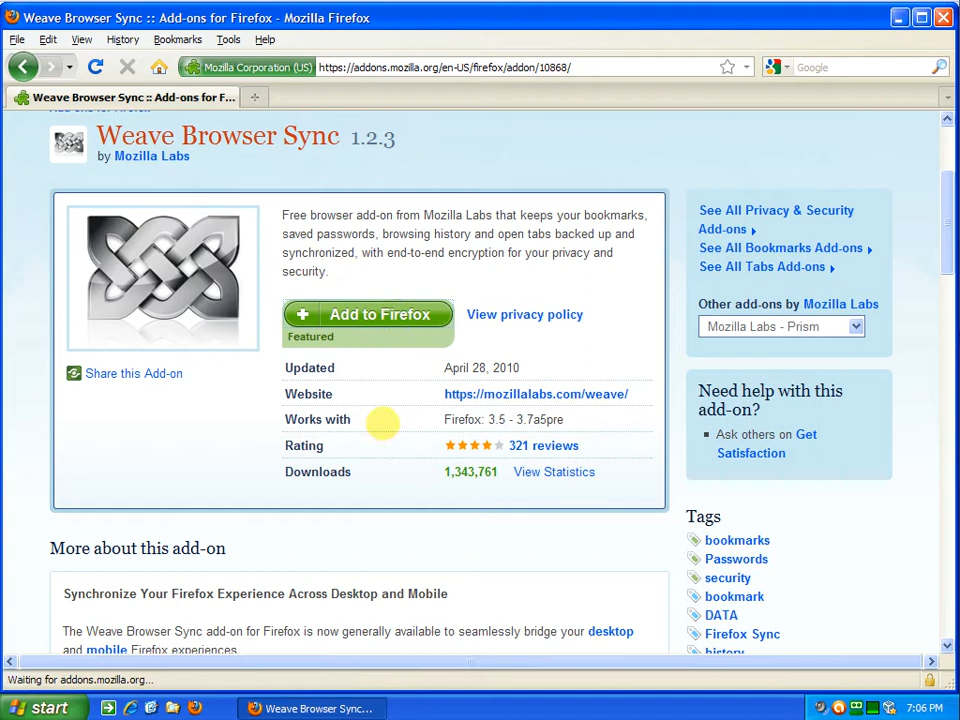 Weave Browser Sync :: Add-ons for Firefox - Mozilla Firefox
File Edit View History Bookmarks Tools Help
Mozilla Corporation (US) https://addons.mozilla.org/en-US/firefox/addon/10868/ Google
Weave Browser Sync :: Add-ons for F...
Weave Browser Sync 1.2.3
by Mozilla Labs
Free browser add-on from Mozilla Labs that keeps your bookmarks,
saved passwords, browsing history and open tabs backed up and
synchronized, with end-to-end encryption for your privacy and
security.
Add to Firefox View privacy policy
Featured
Share this Add-on
Updated April 28, 2010
Website https://mozillalabs.com/weave/
Works with Firefox: 3.5 - 3.7a5pre
Rating 321 reviews
Downloads 1,343,761 View Statistics
See All Privacy & Security
Add-ons
See All Bookmarks Add-ons
See All Tabs Add-ons
Other add-ons by Mozilla Labs
Mozilla Labs - Prism
Need help with this
add-on?
Ask others on Get
Satisfaction
More about this add-on
Synchronize Your Firefox Experience Across Desktop and Mobile
The Weave Browser Sync add-on for Firefox is now generally available to seamlessly bridge your desktop
and mobile Firefox experiences
Tags
bookmarks
Passwords
security
bookmark
DATA
Firefox Sync
history
Waiting for addons.mozilla.org...
start Weave Browser Sync... 7:06 PM